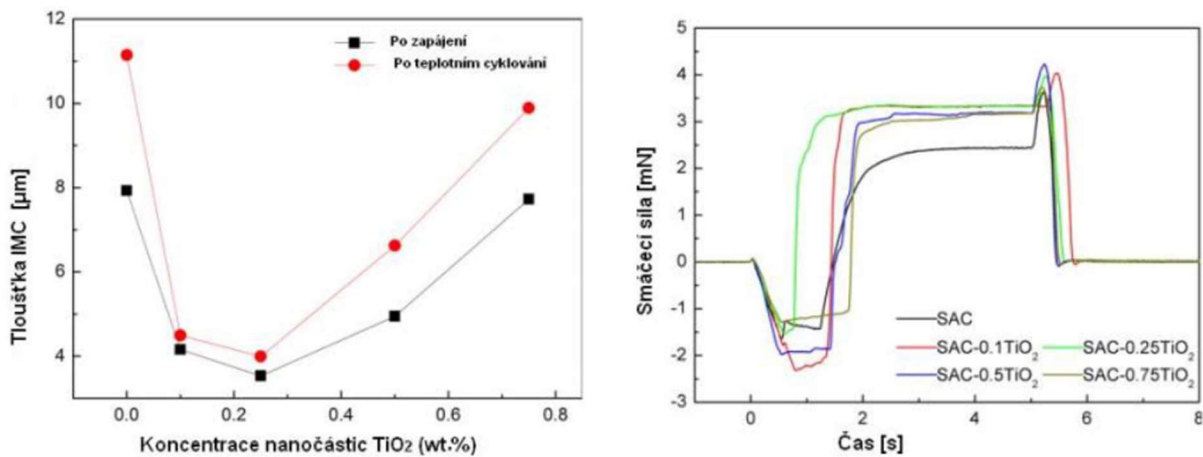 12
10
8
6
4
Tloušťka IMC [µm]
Po zapájení
Po teplotním cyklování
0.0 0.2 0.4 0.6 0.8
Koncentrace nanočástic TiO₂ (wt.%)
5
4
3
2
1
0
-1
-2
-3
Smáčecí síla [mN]
SAC
SAC-0.1TiO₂ SAC-0.25TiO₂
SAC-0.5TiO₂ SAC-0.75TiO₂
0 2 4 6 8
Čas [s]